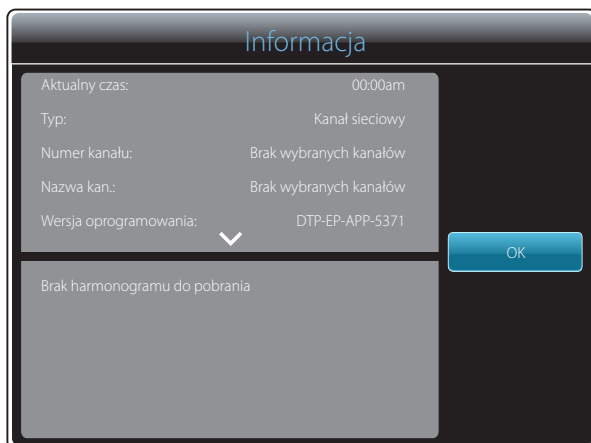 Informacja
Aktualny czas: 00:00am
Typ: Kanał sieciowy
Numer kanału: Brak wybranych kanałów
Nazwa kan.: Brak wybranych kanałów
Wersja oprogramowania: DTP-EP-APP-5371
OK
Brak harmonogramu do pobrania